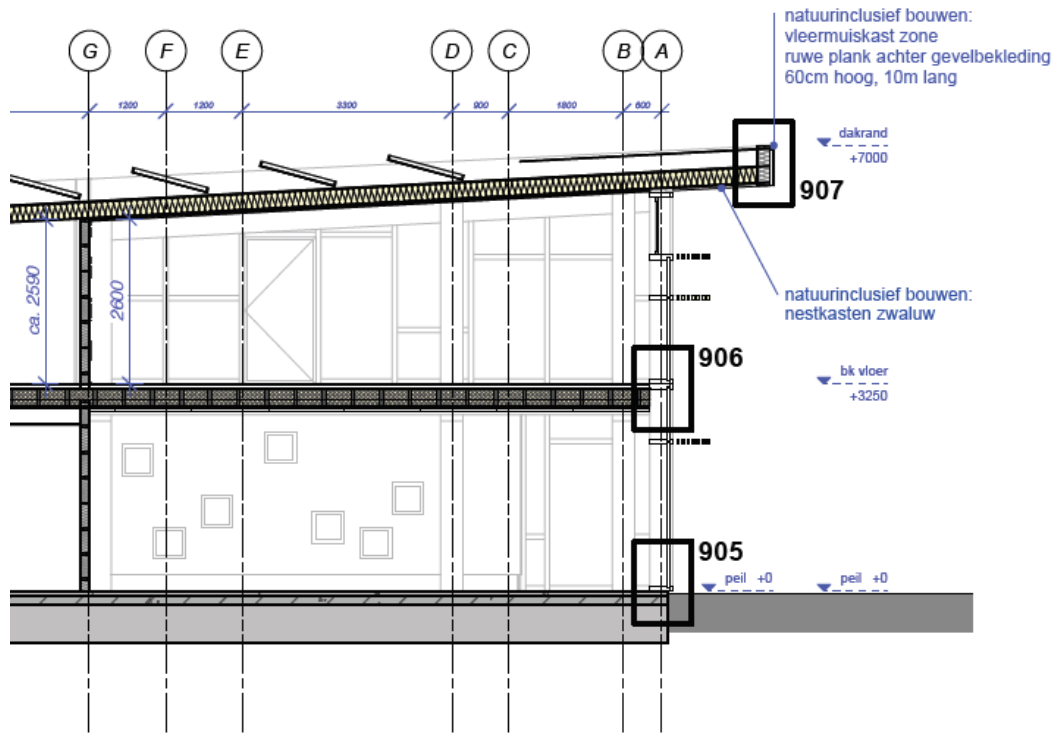 natuurinclusief bouwen:
vleermuiskast zone
ruwe plank achter gevelbekleding
60cm hoog, 10m lang
G F E D C B A
1200 1200 3300 900 1800 600
dakrand
+7000
907
ca. 2590
2600
natuurinclusief bouwen:
nestkasten zwaluw
906
bk vloer
+3250
905
peil +0 peil +0